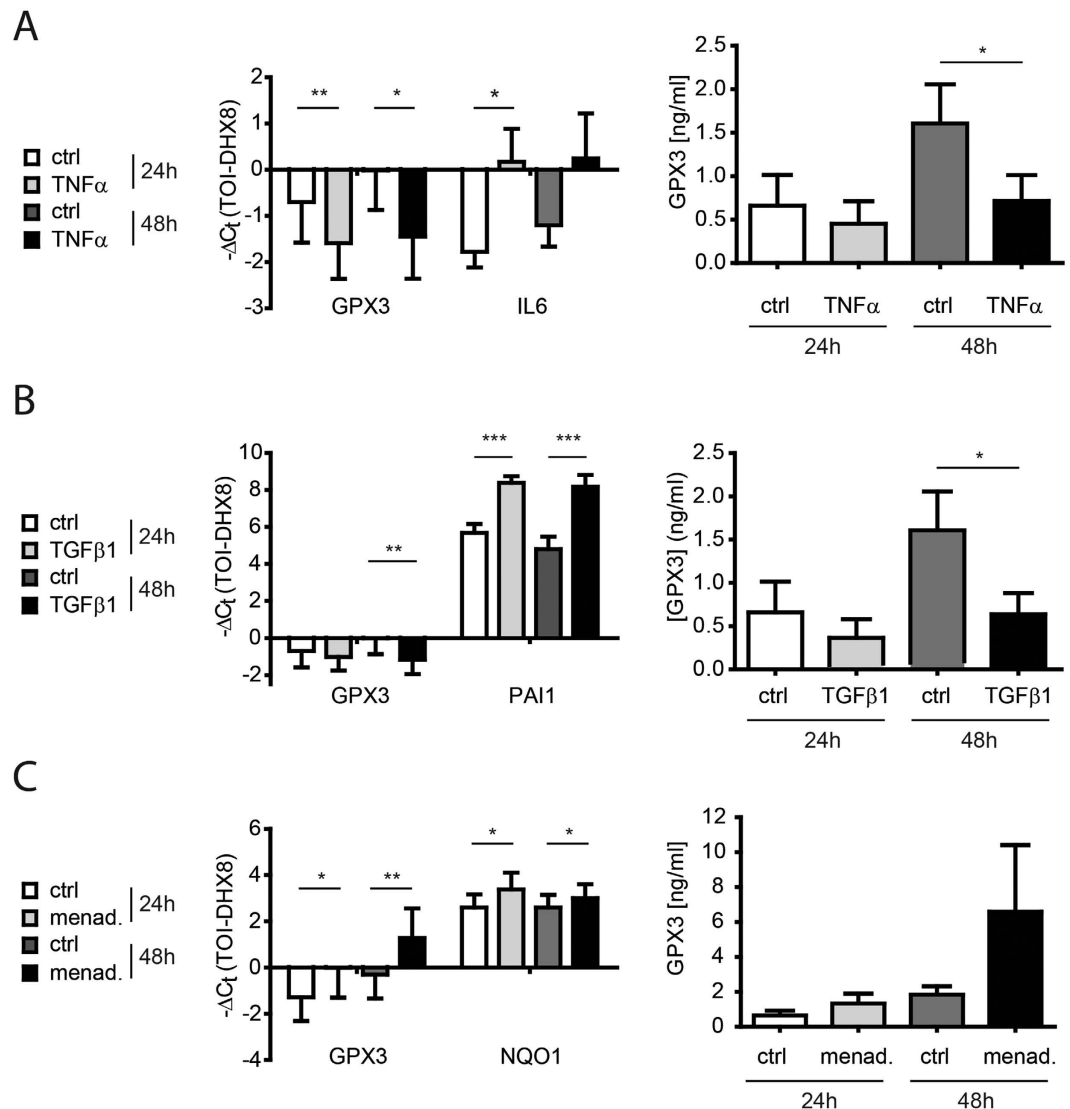 A
ctrl
TNFα
24h
ctrl
TNFα
48h
-ΔCt (TOI-DHX8)
2
1
0
-1
-2
-3
**
*
*
GPX3
IL6
GPX3 [ng/ml]
2.5
2.0
1.5
1.0
0.5
0.0
*
ctrl
TNFα
ctrl
TNFα
24h
48h
B
ctrl
TGFβ1
24h
ctrl
TGFβ1
48h
-ΔCt (TOI-DHX8)
10
8
6
4
2
0
-2
**
***
***
GPX3
PAI1
[GPX3] (ng/ml)
2.5
2.0
1.5
1.0
0.5
0.0
*
ctrl
TGFβ1
ctrl
TGFβ1
24h
48h
C
ctrl
menad.
24h
ctrl
menad.
48h
-ΔCt (TOI-DHX8)
6
4
2
0
-2
-4
*
**
*
*
GPX3
NQO1
GPX3 [ng/ml]
12
10
8
6
4
2
0
ctrl
menad.
ctrl
menad.
24h
48h